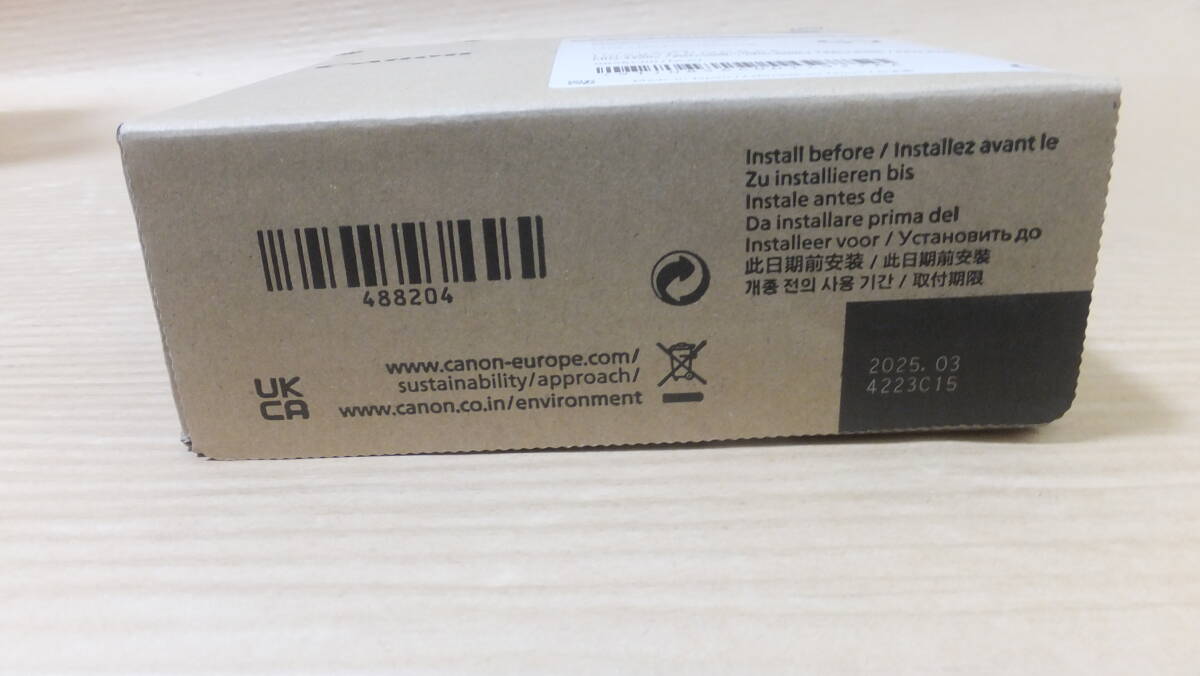 Install before / Installez avant le
Zu installieren bis
Instale antes de
Da installare prima del
Installeer voor / Установить до
此日期前安装 / 此日期前安裝
개종 전의 사용 기간 / 取付期限
2025. 03
4223C15
488204
www.canon-europe.com/
sustainability/approach/
www.canon.co.in/environment
UK
CA